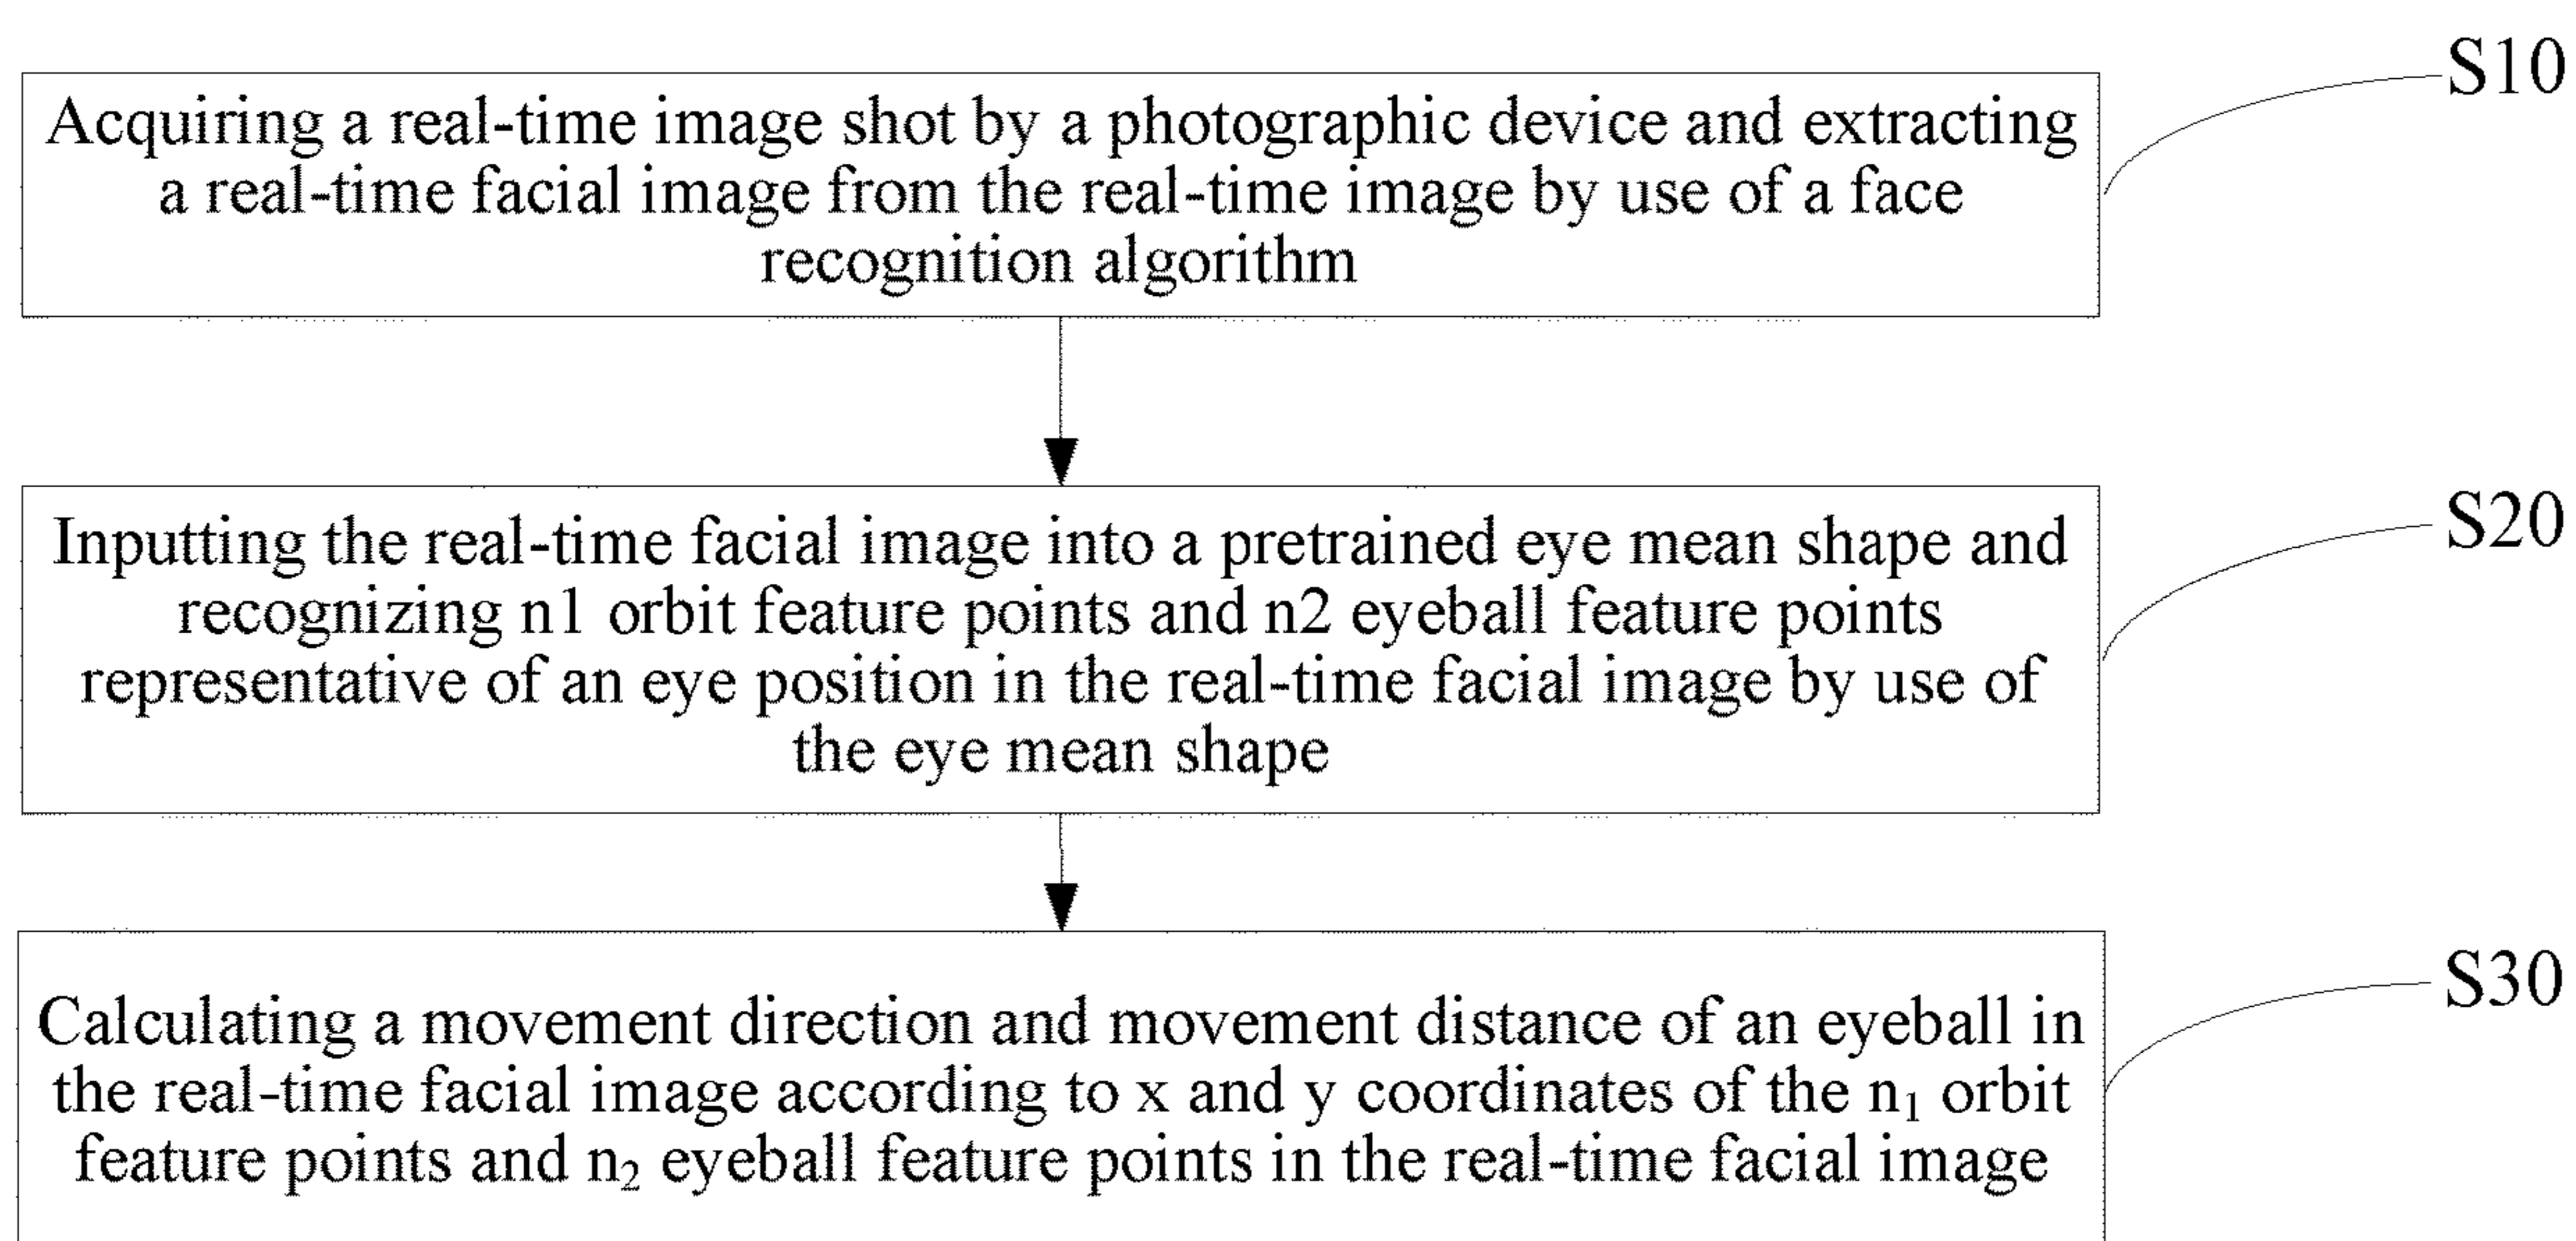 S10
Acquiring a real-time image shot by a photographic device and extracting
a real-time facial image from the real-time image by use of a face
recognition algorithm
S20
Inputting the real-time facial image into a pretrained eye mean shape and
recognizing n1 orbit feature points and n2 eyeball feature points
representative of an eye position in the real-time facial image by use of
the eye mean shape
S30
Calculating a movement direction and movement distance of an eyeball in
the real-time facial image according to x and y coordinates of the n₁ orbit
feature points and n₂ eyeball feature points in the real-time facial image